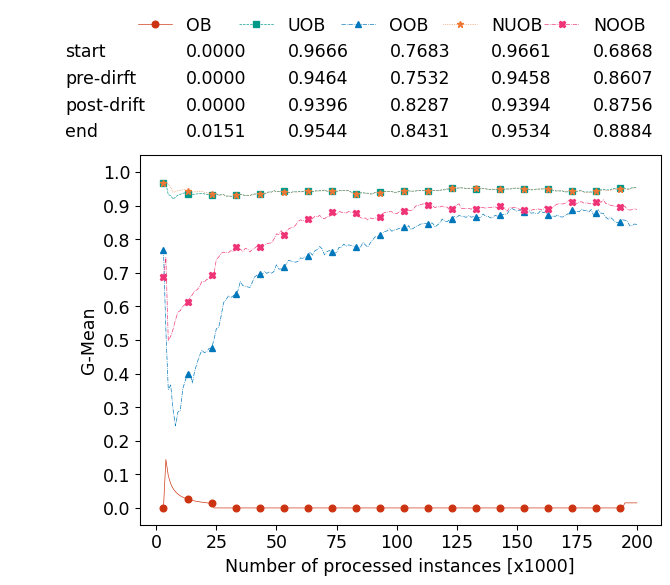 OB UOB OOB NUOB NOOB
start 0.0000 0.9666 0.7683 0.9661 0.6868
pre-dirft 0.0000 0.9464 0.7532 0.9458 0.8607
post-drift 0.0000 0.9396 0.8287 0.9394 0.8756
end 0.0151 0.9544 0.8431 0.9534 0.8884
1.0
0.9
0.8
0.7
0.6
0.5
0.4
0.3
0.2
0.1
0.0
G-Mean
0 25 50 75 100 125 150 175 200
Number of processed instances [x1000]